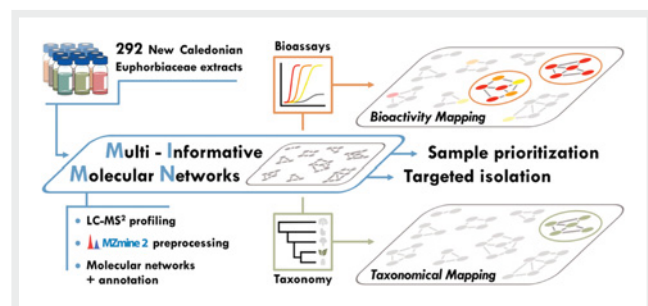 292 New Caledonian
Euphorbiaceae extracts
Bioassays
Bioactivity Mapping
Multi - Informative
Molecular Networks
Sample prioritization
Targeted isolation
• LC-MS² profiling
• MZmine 2 preprocessing
• Molecular networks
+ annotation
Taxonomy
Taxonomical Mapping